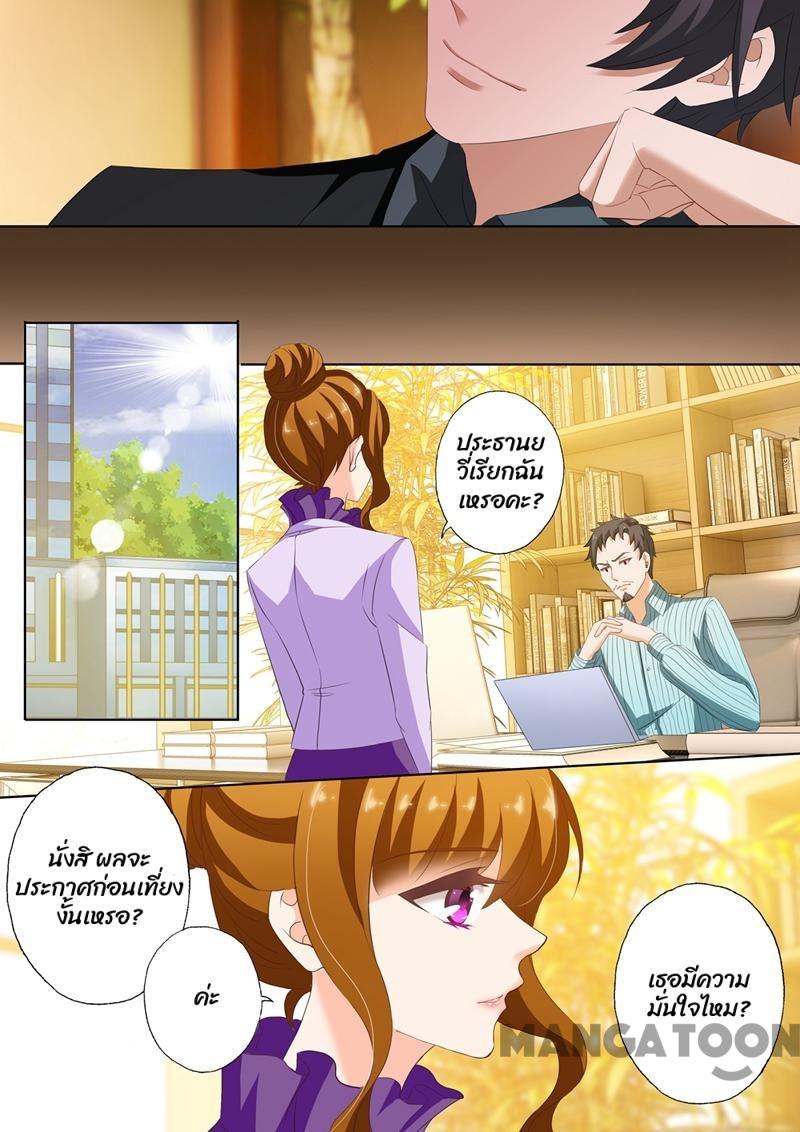 ประธานย
วี่เรียกฉัน
เหรอคะ?
นั่งสิ ผลจะ
ประกาศก่อนเที่ยง
งั้นเหรอ?
ค่ะ
เธอมีความ
มั่นใจไหม?
MANGATOON